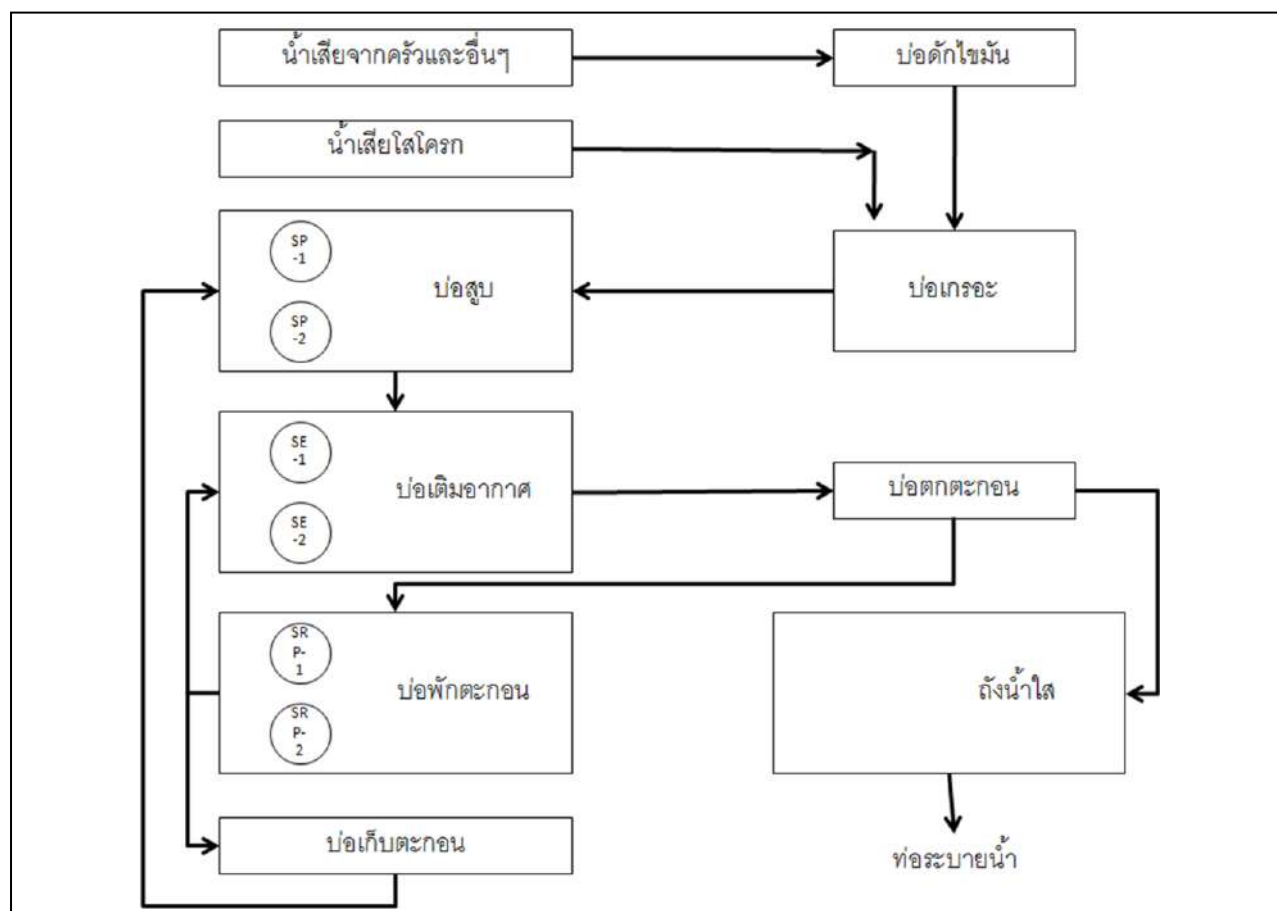 น้ำเสียจากครัวและอื่นๆ
บ่อดักไขมัน
น้ำเสียโสโครก
SP
-1
SP
-2
บ่อสูบ
บ่อเกรอะ
SE
-1
SE
-2
บ่อเติมอากาศ
บ่อตกตะกอน
SR
P-
1
SR
P-
2
บ่อพักตะกอน
ถังน้ำใส
บ่อเก็บตะกอน
ท่อระบายน้ำ